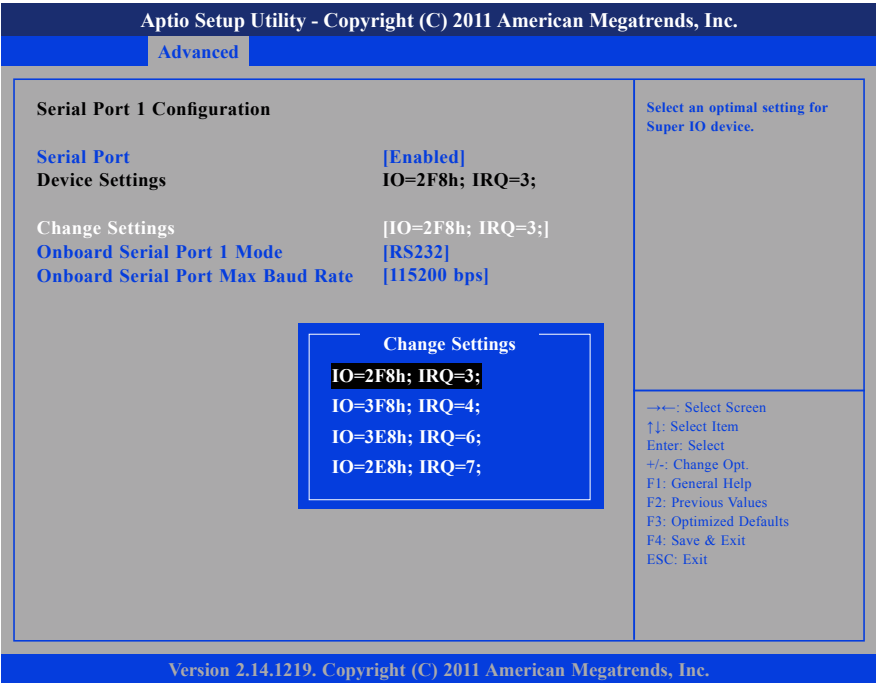 Aptio Setup Utility - Copyright (C) 2011 American Megatrends, Inc.
Advanced
Serial Port 1 Configuration
Serial Port [Enabled]
Device Settings IO=2F8h; IRQ=3;
Change Settings [IO=2F8h; IRQ=3;]
Onboard Serial Port 1 Mode [RS232]
Onboard Serial Port Max Baud Rate [115200 bps]
Change Settings
IO=2F8h; IRQ=3;
IO=3F8h; IRQ=4;
IO=3E8h; IRQ=6;
IO=2E8h; IRQ=7;
Select an optimal setting for
Super IO device.
→←: Select Screen
↑↓: Select Item
Enter: Select
+/-: Change Opt.
F1: General Help
F2: Previous Values
F3: Optimized Defaults
F4: Save & Exit
ESC: Exit
Version 2.14.1219. Copyright (C) 2011 American Megatrends, Inc.